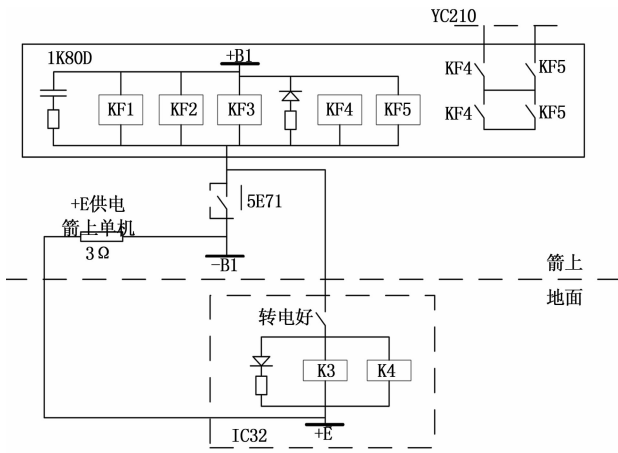 YC210
1K80D
+B1
KF4
KF5
KF1
KF2
KF3
KF4
KF5
KF4
KF5
5E71
+E供电
箭上单机
3Ω
-B1
箭上
地面
转电好
K3
K4
IC32
+E